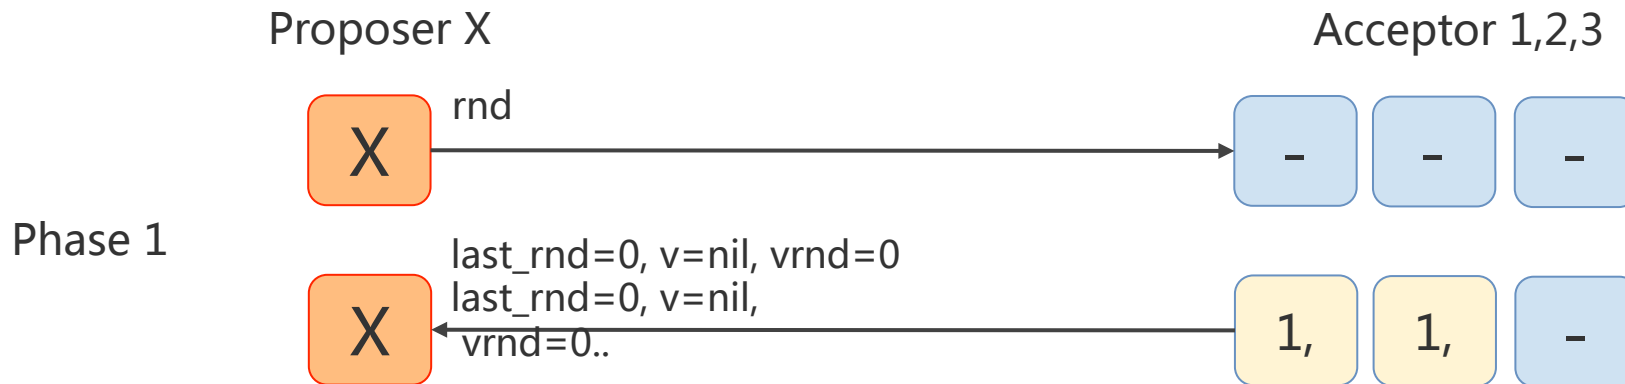 Proposer X
Acceptor 1,2,3
rnd
X
-
-
-
Phase 1
last_rnd=0, v=nil, vrnd=0
last_rnd=0, v=nil,
vrnd=0..
X
1,
1,
-